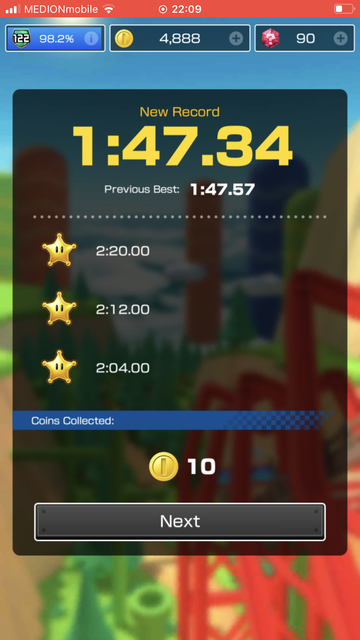 MEDIONmobile 22:09
122 98.2% i 4,888 + 90 +
New Record
1:47.34
Previous Best: 1:47.57
2:20.00
2:12.00
2:04.00
Coins Collected:
10
Next